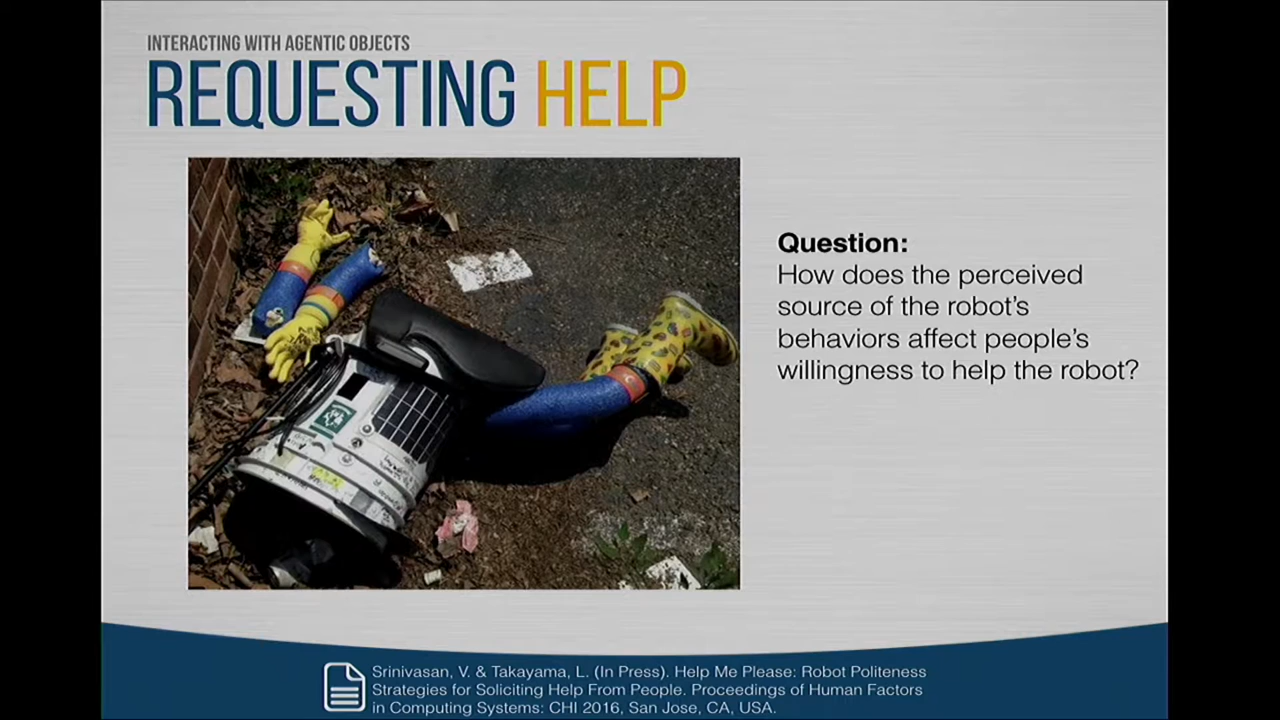 INTERACTING WITH AGENTIC OBJECTS
REQUESTING HELP
Question:
How does the perceived
source of the robot's
behaviors affect people's
willingness to help the robot?
Srinivasan, V. & Takayama, L. (In Press). Help Me Please: Robot Politeness
Strategies for Soliciting Help From People. Proceedings of Human Factors
in Computing Systems: CHI 2016, San Jose, CA, USA.